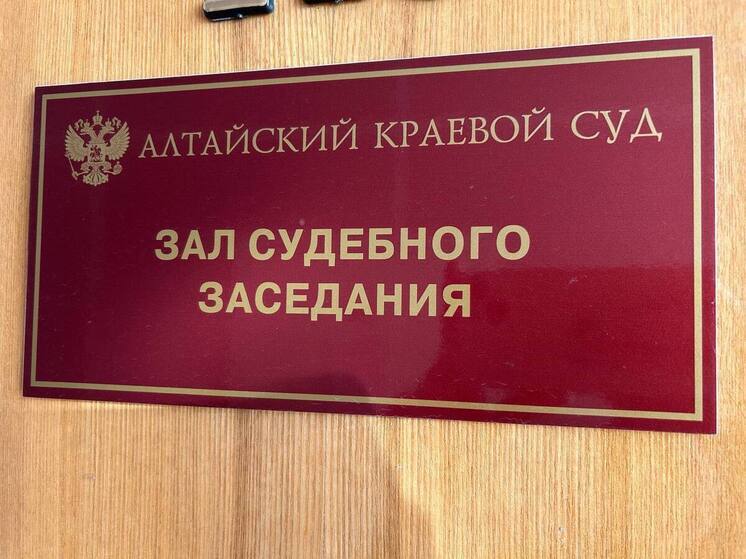 АЛТАЙСКИЙ КРАЕВОЙ СУД
ЗАЛ СУДЕБНОГО
ЗАСЕДАНИЯ